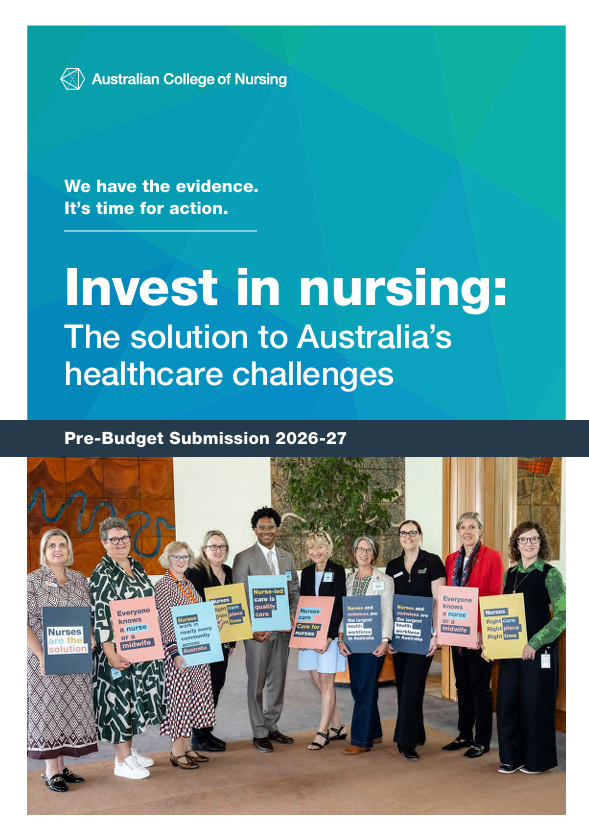 Australian College of Nursing
We have the evidence.
It's time for action.
Invest in nursing:
The solution to Australia's
healthcare challenges
Pre-Budget Submission 2026-27
Nurses
are the
solution
Everyone
knows
a nurse
or a
midwife
Nurses
work in
nearly every
community
across
Australia
Nurses
care
place
time
Nurse-led
care is
quality
care
Nurses
care
Care for
nurses
Nurses and
midwives are
the largest
health
workforce
in Australia
Nurses and
midwives are
the largest
health
workforce
in Australia
Everyone
knows
a nurse
or a
midwife
Nurses
Right care
Right place
Right time